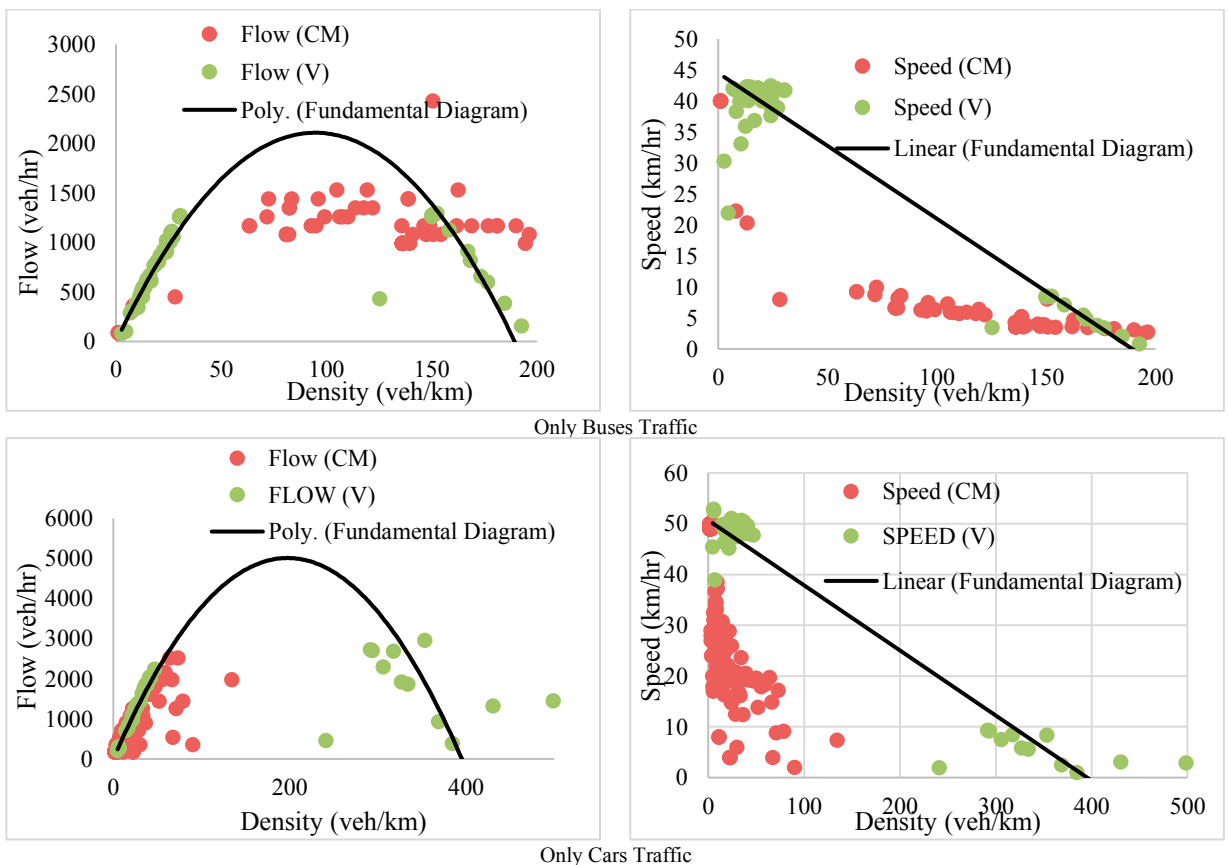 Flow (CM)
Flow (V)
Poly. (Fundamental Diagram)
3000
2500
2000
1500
1000
500
0
Flow (veh/hr)
0 50 100 150 200
Density (veh/km)
Speed (CM)
Speed (V)
Linear (Fundamental Diagram)
50
45
40
35
30
25
20
15
10
5
0
Speed (km/hr)
0 50 100 150 200
Density (veh/km)
Only Buses Traffic
Flow (CM)
FLOW (V)
Poly. (Fundamental Diagram)
6000
5000
4000
3000
2000
1000
0
Flow (veh/hr)
0 200 400
Density (veh/km)
Speed (CM)
SPEED (V)
Linear (Fundamental Diagram)
60
50
40
30
20
10
0
Speed (km/hr)
0 100 200 300 400 500
Density (veh/km)
Only Cars Traffic